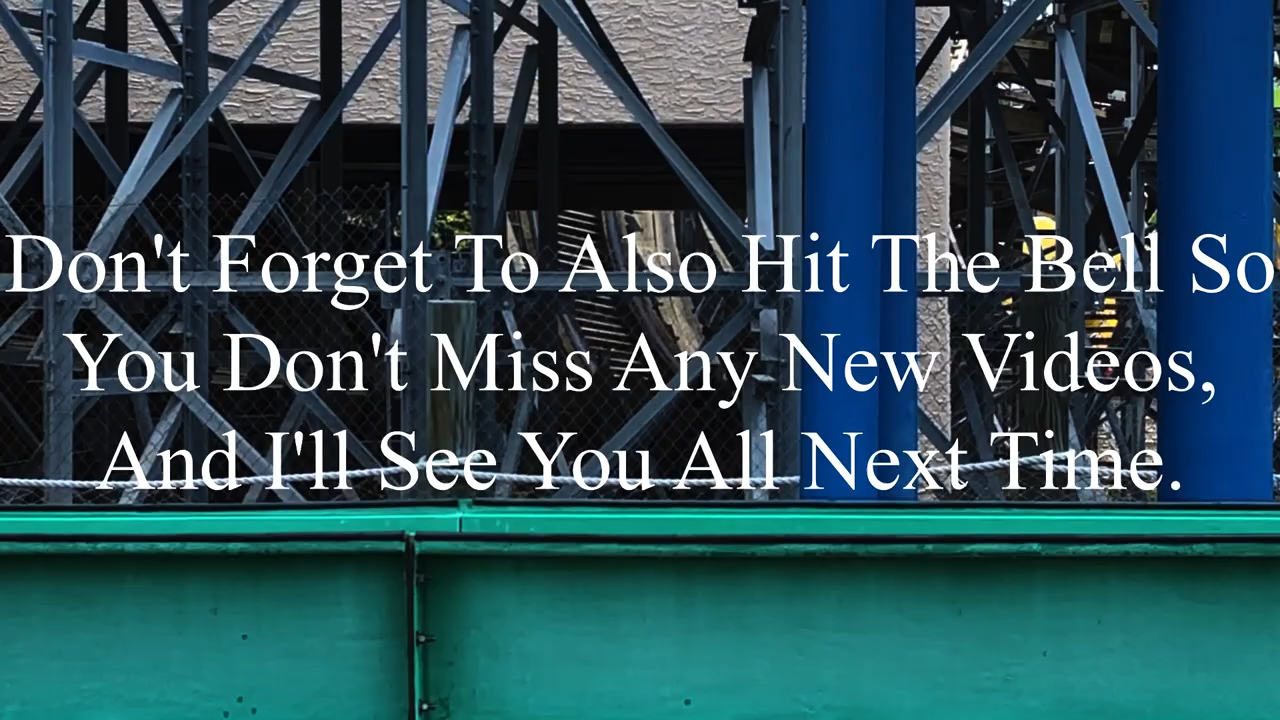 Don't Forget To Also Hit The Bell So
You Don't Miss Any New Videos,
And I'll See You All Next Time.